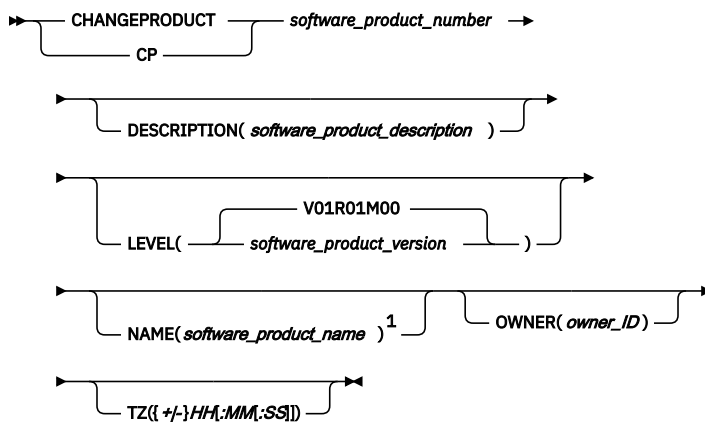 CHANGEPRODUCT software_product_number
CP
DESCRIPTION( software_product_description )
V01R01M00
LEVEL( software_product_version )
NAME( software_product_name )1 OWNER( owner_ID )
TZ({ +/-}HH[:MM[:SS]])